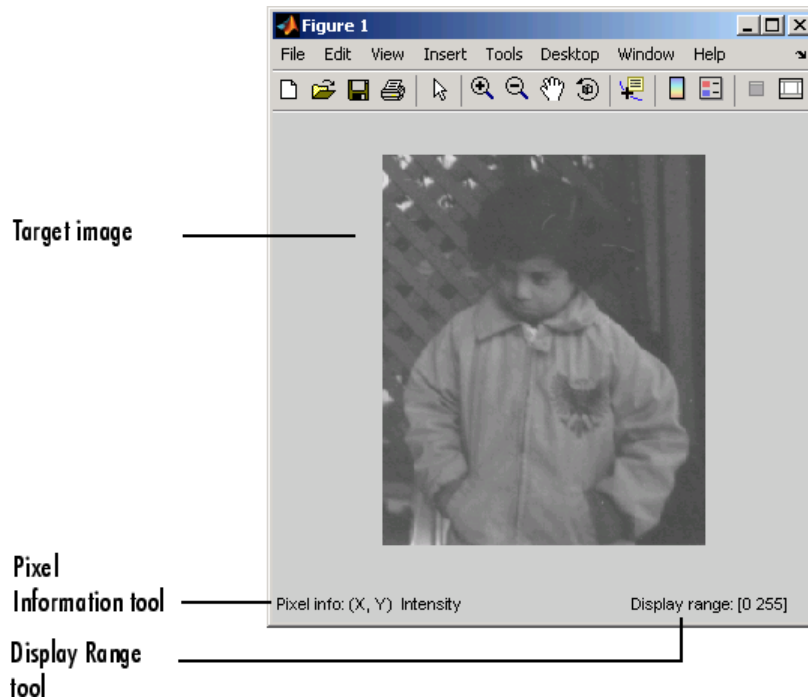 Figure 1
File Edit View Insert Tools Desktop Window Help
Target image
Pixel
Information tool
Pixel info: (X, Y) Intensity
Display range: [0 255]
Display Range
tool